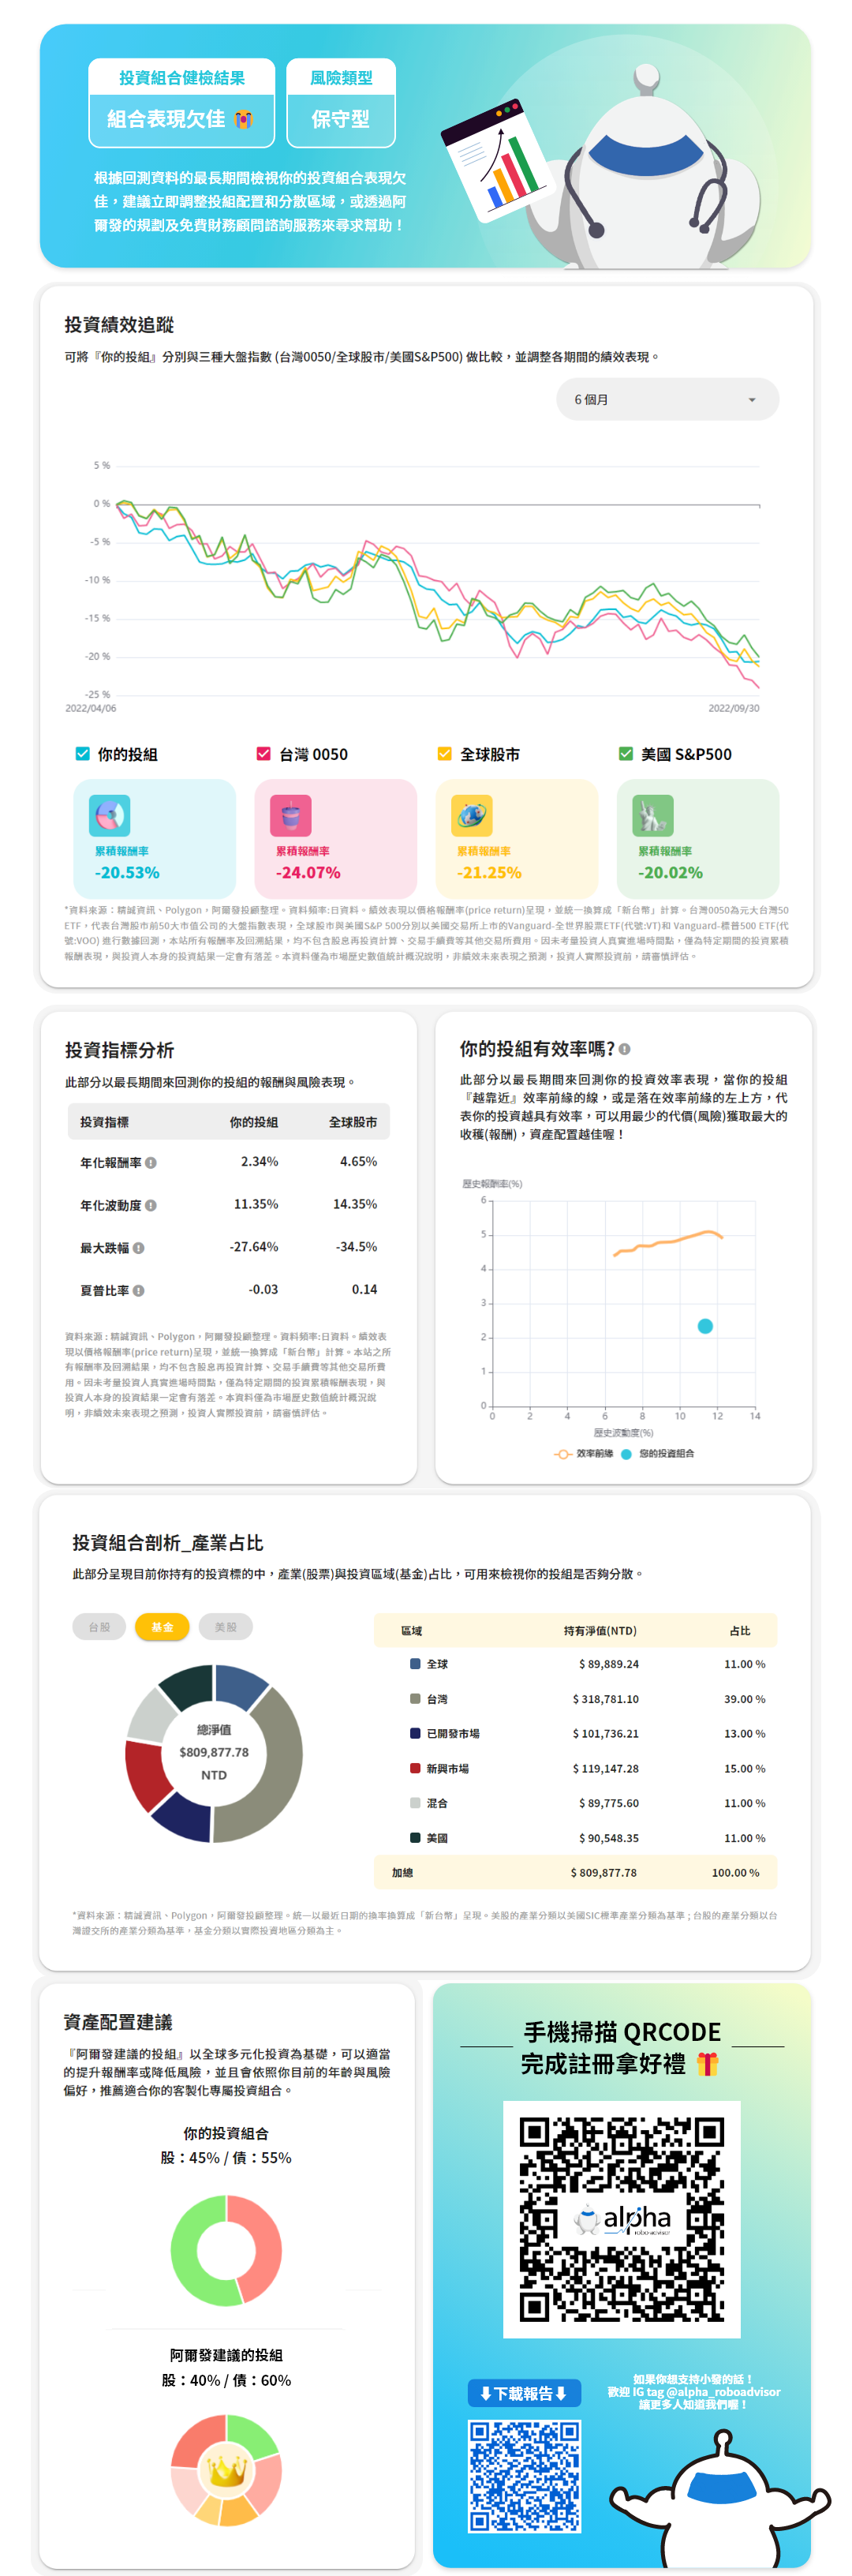 投資組合健檢結果
風險類型
組合表現欠佳
保守型
根據回測資料的最長期間檢視你的投資組合表現欠
佳，建議立即調整投組配置和分散區域，或透過阿
爾發的規劃及免費財務顧問諮詢服務來尋求幫助！
投資績效追蹤
可將『你的投組』分別與三種大盤指數 (台灣0050/全球股市/美國S&P500) 做比較，並調整各期間的績效表現。
6 個月
5 %
0 %
-5 %
-10 %
-15 %
-20 %
-25 %
2022/04/06
2022/09/30
你的投組
台灣 0050
全球股市
美國 S&P500
累積報酬率
-20.53%
累積報酬率
-24.07%
累積報酬率
-21.25%
累積報酬率
-20.02%
*資料來源：精誠資訊、Polygon，阿爾發投顧整理。資料頻率:日資料。績效表現以價格報酬率(price return)呈現，並統一換算成「新台幣」計算。台灣0050為元大台灣50
ETF，代表台灣股市前50大市值公司的大盤指數表現，全球股市與美國S&P 500分別以美國交易所上市的Vanguard-全世界股票ETF(代號:VT)和 Vanguard-標普500 ETF(代
號:VOO) 進行數據回測，本站所有報酬率及回溯結果，均不包含股息再投資計算、交易手續費等其他交易所費用。因未考量投資人真實進場時間點，僅為特定期間的投資累積
報酬表現，與投資人本身的投資結果一定會有落差。本資料僅為市場歷史數值統計概況說明，非績效未來表現之預測，投資人實際投資前，請審慎評估。
投資指標分析
此部分以最長期間來回測你的投組的報酬與風險表現。
投資指標 你的投組 全球股市
年化報酬率 2.34% 4.65%
年化波動度 11.35% 14.35%
最大跌幅 -27.64% -34.5%
夏普比率 -0.03 0.14
資料來源 : 精誠資訊、Polygon，阿爾發投顧整理。資料頻率:日資料。績效表
現以價格報酬率(price return)呈現，並統一換算成「新台幣」計算。本站之所
有報酬率及回溯結果，均不包含股息再投資計算、交易手續費等其他交易所費
用。因未考量投資人真實進場時間點，僅為特定期間的投資累積報酬表現，與
投資人本身的投資結果一定會有落差。本資料僅為市場歷史數值統計概況說
明，非績效未來表現之預測，投資人實際投資前，請審慎評估。
你的投組有效率嗎?
此部分以最長期間來回測你的投資效率表現，當你的投組
『越靠近』效率前緣的線，或是落在效率前緣的左上方，代
表你的投資越具有效率，可以用最少的代價(風險)獲取最大的
收穫(報酬)，資產配置越佳喔！
歷史報酬率(%)
6
5
4
3
2
1
0
0 2 4 6 8 10 12 14
歷史波動度(%)
效率前緣 您的投資組合
投資組合剖析_產業占比
此部分呈現目前你持有的投資標的中，產業(股票)與投資區域(基金)占比，可用來檢視你的投組是否夠分散。
台股 基金 美股
總淨值
$809,877.78
NTD
區域 持有淨值(NTD) 占比
全球 $ 89,889.24 11.00 %
台灣 $ 318,781.10 39.00 %
已開發市場 $ 101,736.21 13.00 %
新興市場 $ 119,147.28 15.00 %
混合 $ 89,775.60 11.00 %
美國 $ 90,548.35 11.00 %
加總 $ 809,877.78 100.00 %
*資料來源：精誠資訊、Polygon，阿爾發投顧整理。統一以最近日期的換率換算成「新台幣」呈現。美股的產業分類以美國SIC標準產業分類為基準 ; 台股的產業分類以台
灣證交所的產業分類為基準，基金分類以實際投資地區分類為主。
資產配置建議
『阿爾發建議的投組』以全球多元化投資為基礎，可以適當
的提升報酬率或降低風險，並且會依照你目前的年齡與風險
偏好，推薦適合你的客製化專屬投資組合。
你的投資組合
股：45% / 債：55%
阿爾發建議的投組
股：40% / 債：60%
手機掃描 QRCODE
完成註冊拿好禮
alpha
robo-advisor
⬇下載報告⬇
如果你想支持小發的話！
歡迎 IG tag @alpha_roboadvisor
讓更多人知道我們喔！